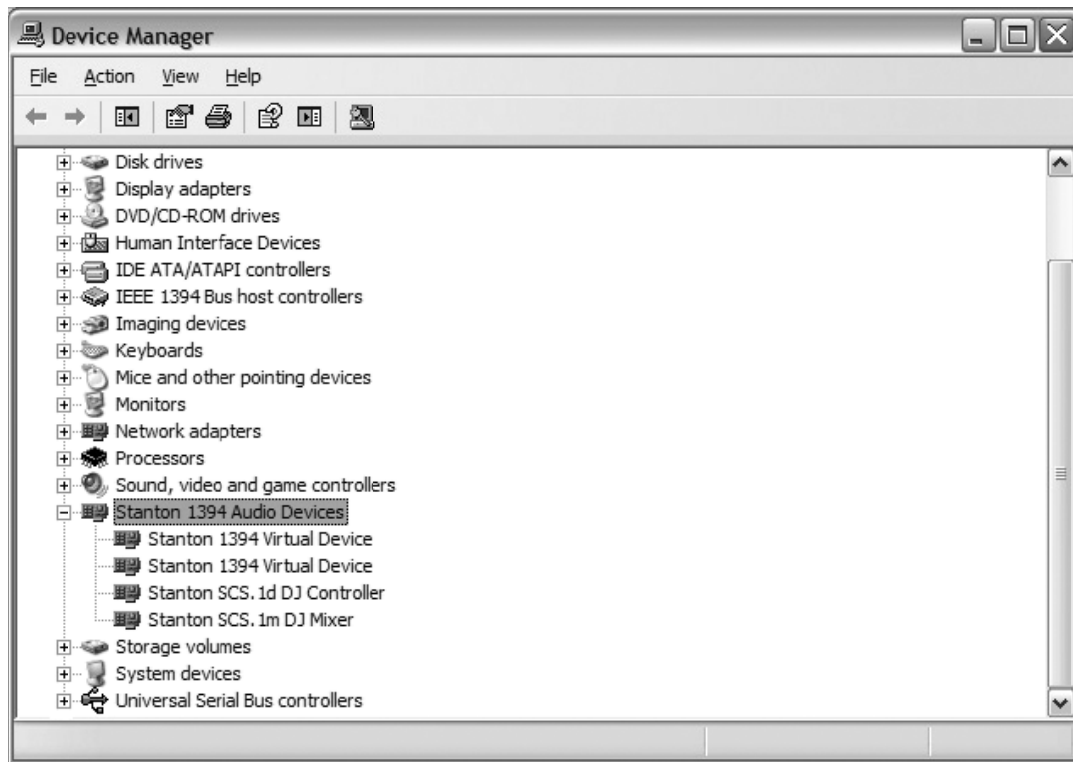 Device Manager
File Action View Help
Disk drives
Display adapters
DVD/CD-ROM drives
Human Interface Devices
IDE ATA/ATAPI controllers
IEEE 1394 Bus host controllers
Imaging devices
Keyboards
Mice and other pointing devices
Monitors
Network adapters
Processors
Sound, video and game controllers
Stanton 1394 Audio Devices
Stanton 1394 Virtual Device
Stanton 1394 Virtual Device
Stanton SCS.1d DJ Controller
Stanton SCS.1m DJ Mixer
Storage volumes
System devices
Universal Serial Bus controllers